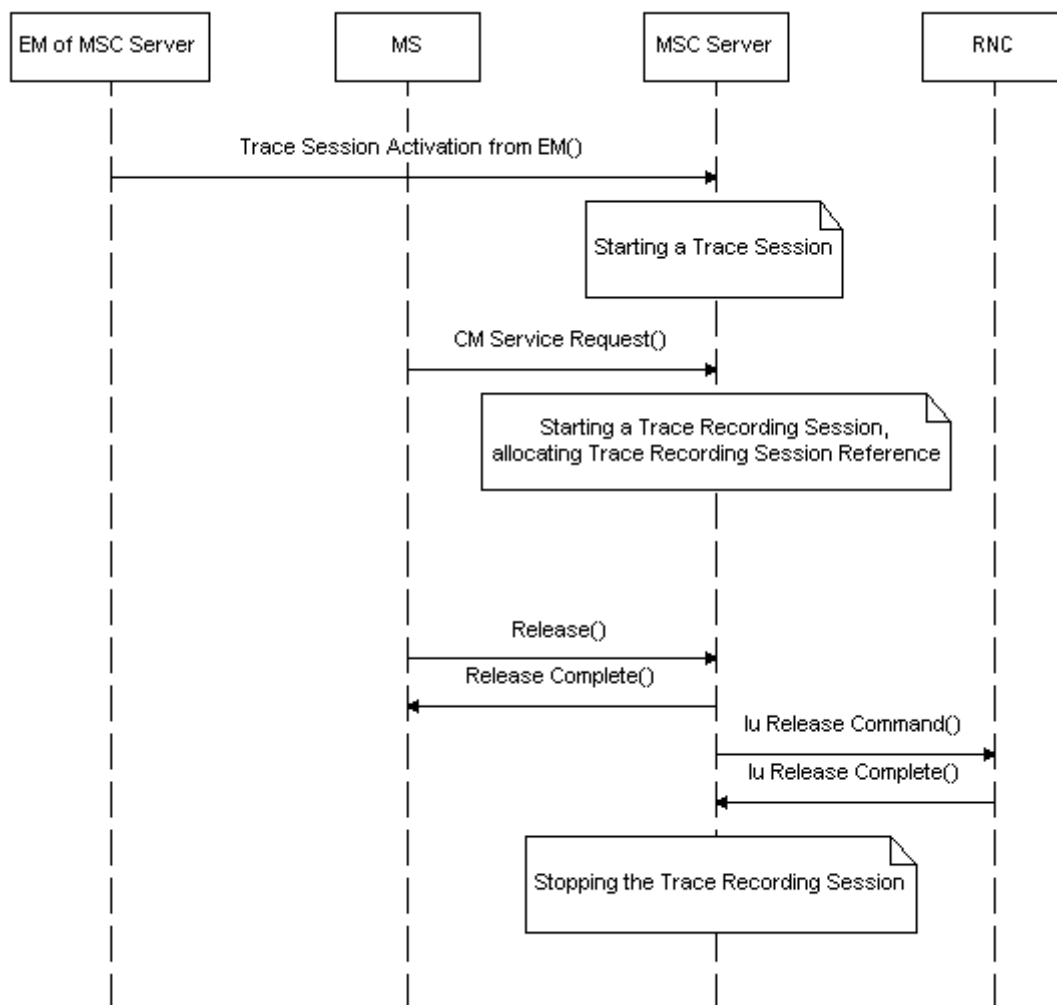 EM of MSC Server
MS
MSC Server
RNC
Trace Session Activation from EM()
Starting a Trace Session
CM Service Request()
Starting a Trace Recording Session,
allocating Trace Recording Session Reference
Release()
Release Complete()
Iu Release Command()
Iu Release Complete()
Stopping the Trace Recording Session